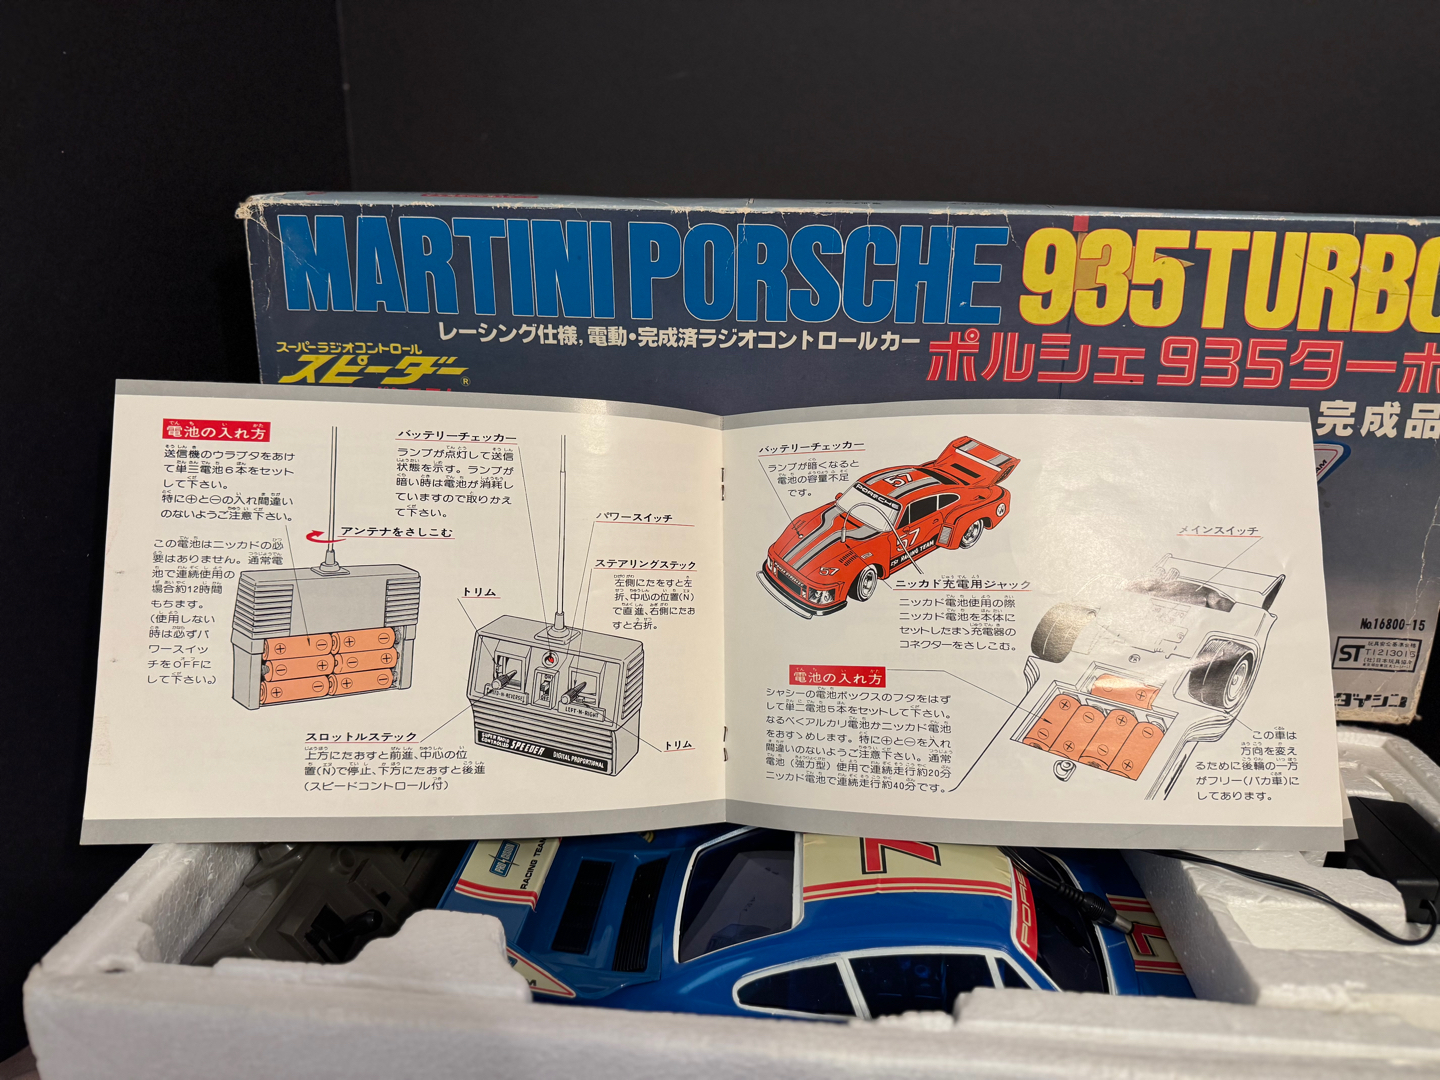 MARTINI PORSCHE 935 TURBO
レーシング仕様,電動・完成済ラジオコントロールカー
スーパーラジオコントロール
スピーダー®
ポルシェ935ターボ
完成品
No.16800-15
ST
T121301
ダイシン
電池の入れ方
送信機のウラブタをあけ
て単三電池6本をセット
して下さい。
特に⊕と⊖の入れ間違い
のないようご注意下さい。
この電池はニッカドの必
要はありません。通常電
池で連続使用の
場合約12時間
もちます。
(使用しない
時は必ずパ
ワースイッ
チをOFFに
して下さい。)
アンテナをさしこむ
バッテリーチェッカー
ランプが点灯して送信
状態を示す。ランプが
暗い時は電池が消耗し
ていますので取りかえ
て下さい。
パワースイッチ
ステアリングステック
左側にたをすと左
折、中心の位置(N)
で直進、右側にたお
すと右折。
トリム
トリム
LEFT-N-RIGHT
SUPER RADIO
CONTROLLED SPEEDER DIGITAL PROPORTIONAL
スロットルステック
上方にたおすと前進、中心の位
置(N)で停止、下方にたおすと後進
(スピードコントロール付)
バッテリーチェッカー
ランプが暗くなると
電池の容量不足
です。
PORSCHE
57
57
RACING TEAM
57
ニッカド充電用ジャック
ニッカド電池使用の際
ニッカド電池を本体に
セットしたまゝ充電器の
コネクターをさしこむ。
メインスイッチ
電池の入れ方
シャシーの電池ボックスのフタをはず
して単二電池5本をセットして下さい。
なるべくアルカリ電池かニッカド電池
をおすゝめします。特に⊕と⊖を入れ
間違いのないようご注意下さい。通常
電池(強力型)使用で連続走行約20分
ニッカド電池で連続走行約40分です。
この車は
方向を変え
るために後輪の一方
がフリー(バカ車)に
してあります。
RACING TEAM
7